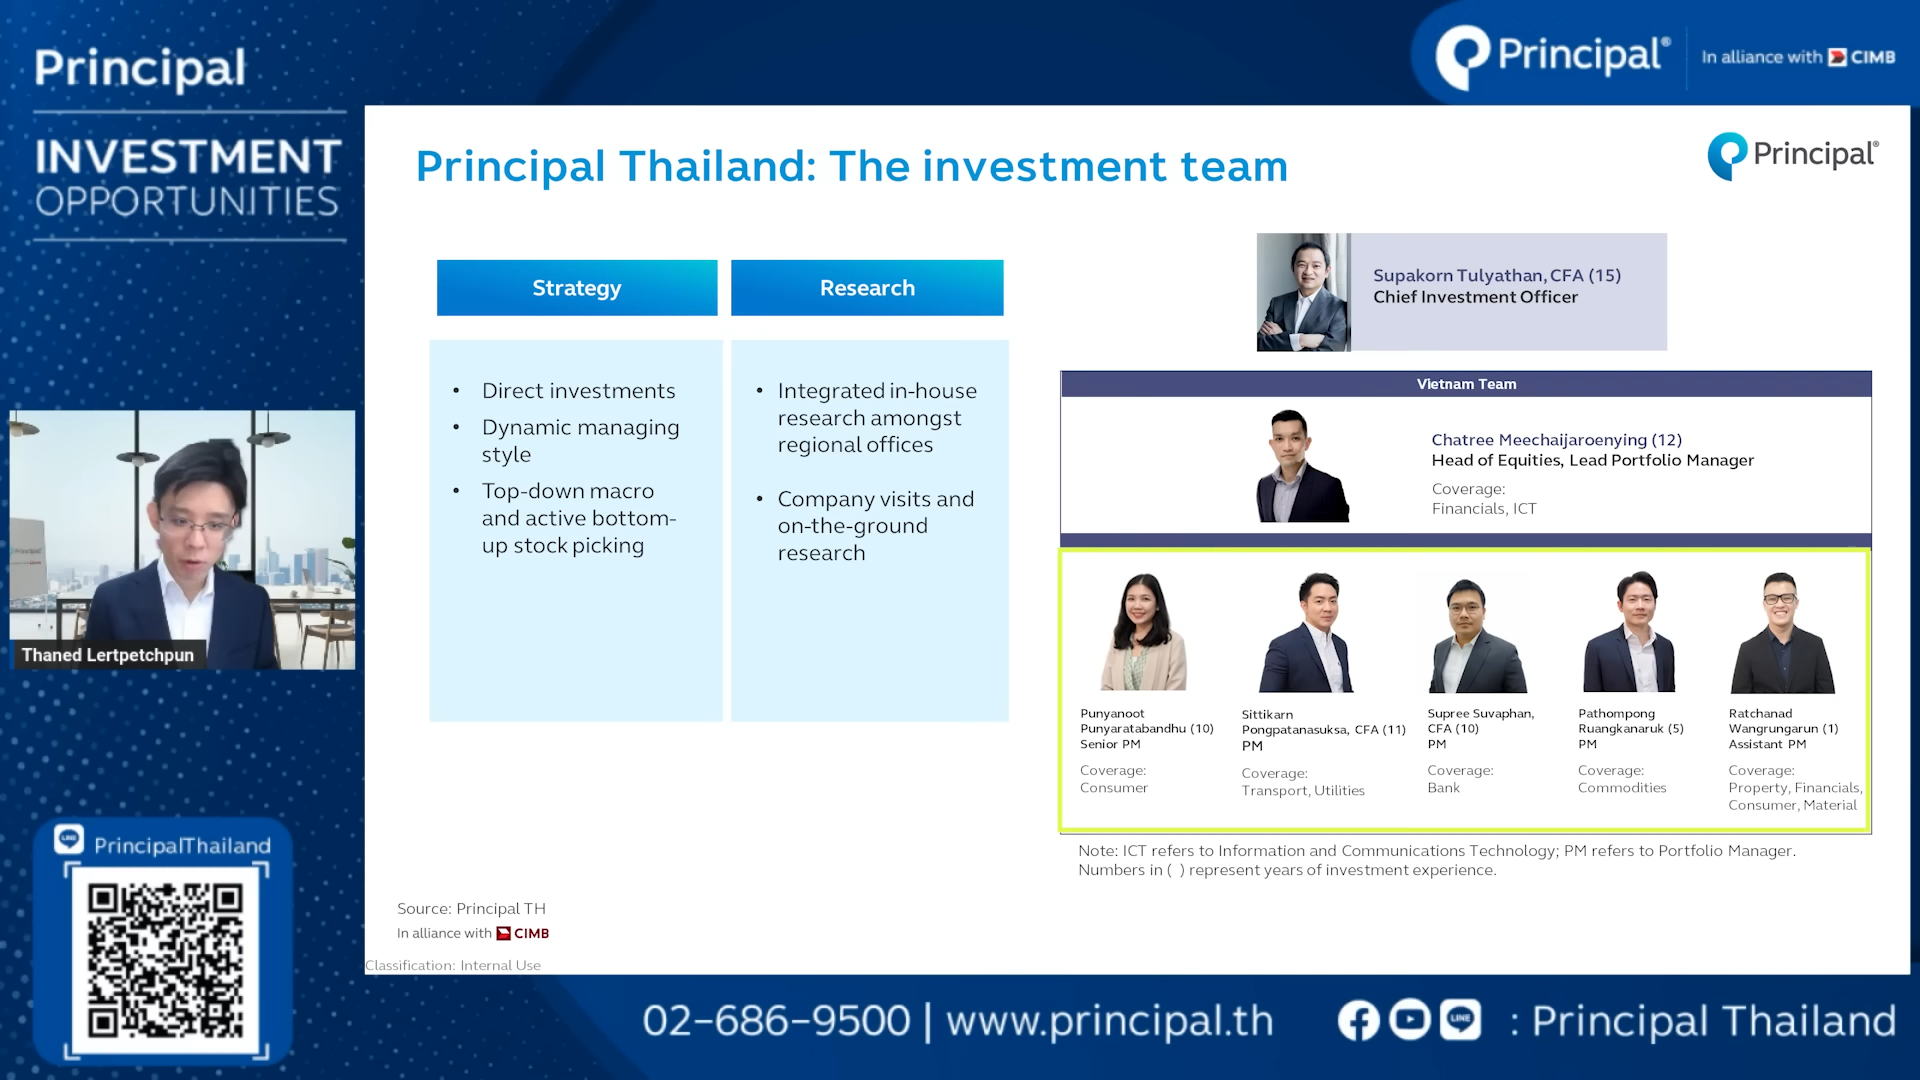 Principal
INVESTMENT
OPPORTUNITIES
Principal®
In alliance with CIMB
Principal Thailand: The investment team
Principal®
Strategy
• Direct investments
• Dynamic managing
style
• Top-down macro
and active bottom-
up stock picking
Research
• Integrated in-house
research amongst
regional offices
• Company visits and
on-the-ground
research
Supakorn Tulyathan, CFA (15)
Chief Investment Officer
Vietnam Team
Chatree Meechaijaroenying (12)
Head of Equities, Lead Portfolio Manager
Coverage:
Financials, ICT
Punyanoot
Punyaratabandhu (10)
Senior PM
Coverage:
Consumer
Sittikarn
Pongpatanasuksa, CFA (11)
PM
Coverage:
Transport, Utilities
Supree Suvaphan,
CFA (10)
PM
Coverage:
Bank
Pathompong
Ruangkanaruk (5)
PM
Coverage:
Commodities
Ratchanad
Wangrungarun (1)
Assistant PM
Coverage:
Property, Financials,
Consumer, Material
Note: ICT refers to Information and Communications Technology; PM refers to Portfolio Manager.
Numbers in ( ) represent years of investment experience.
Source: Principal TH
In alliance with CIMB
Classification: Internal Use
Thaned Lertpetchpun
LINE
PrincipalThailand
02-686-9500 | www.principal.th
LINE
: Principal Thailand